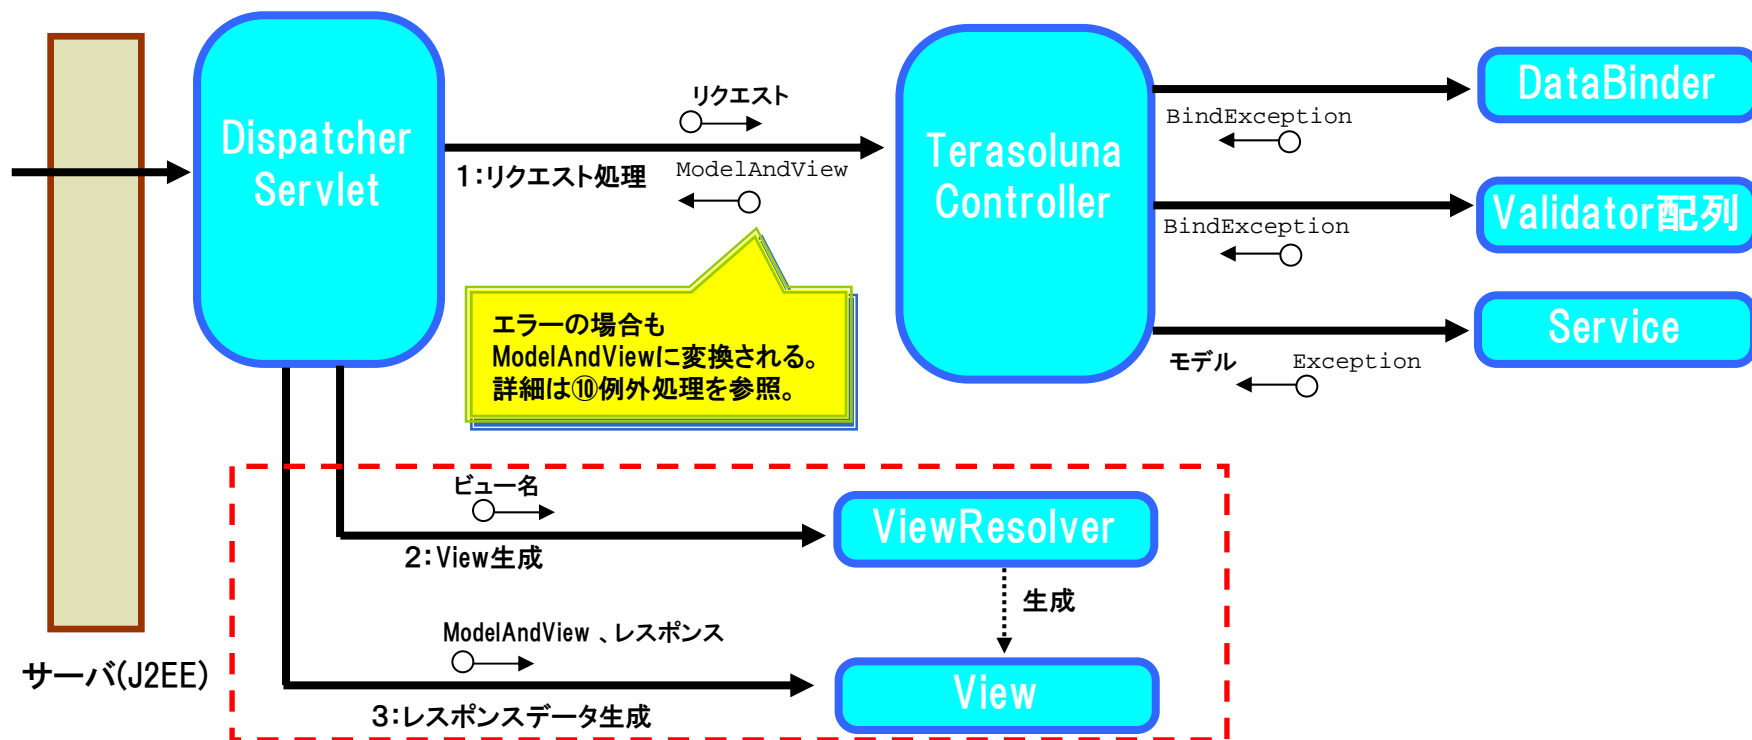 Dispatcher
Servlet
リクエスト
1:リクエスト処理
ModelAndView
Terasoluna
Controller
DataBinder
BindException
Validator配列
BindException
Service
モデル
Exception
エラーの場合も
ModelAndViewに変換される。
詳細は⑩例外処理を参照。
ビュー名
2:View生成
ViewResolver
生成
ModelAndView 、レスポンス
3:レスポンスデータ生成
View
サーバ(J2EE)